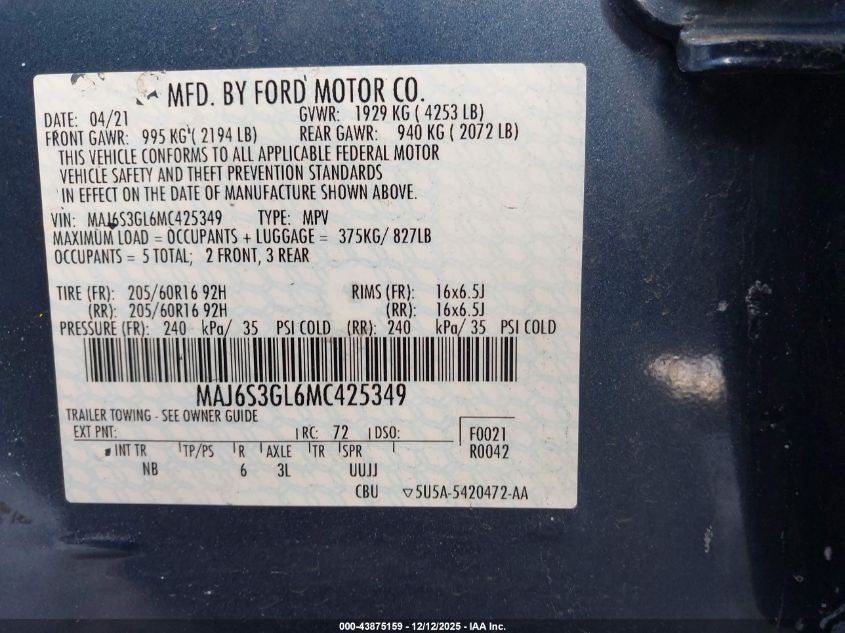 MFD. BY FORD MOTOR CO.
DATE: 04/21 GVWR: 1929 KG ( 4253 LB)
FRONT GAWR: 995 KG ( 2194 LB) REAR GAWR: 940 KG ( 2072 LB)
THIS VEHICLE CONFORMS TO ALL APPLICABLE FEDERAL MOTOR
VEHICLE SAFETY AND THEFT PREVENTION STANDARDS
IN EFFECT ON THE DATE OF MANUFACTURE SHOWN ABOVE.
VIN: MAJ6S3GL6MC425349 TYPE: MPV
MAXIMUM LOAD = OCCUPANTS + LUGGAGE = 375KG/ 827LB
OCCUPANTS = 5 TOTAL; 2 FRONT, 3 REAR
TIRE (FR): 205/60R16 92H RIMS (FR): 16x6.5J
(RR): 205/60R16 92H (RR): 16x6.5J
PRESSURE (FR): 240 kPa/ 35 PSI COLD (RR): 240 kPa/ 35 PSI COLD
MAJ6S3GL6MC425349
TRAILER TOWING - SEE OWNER GUIDE
EXT PNT: RC: 72 DSO: F0021
INT TR TP/PS R AXLE TR SPR R0042
NB 6 3L UUJJ
CBU ▽5U5A-5420472-AA
000-43875159 - 12/12/2025 - IAA Inc.